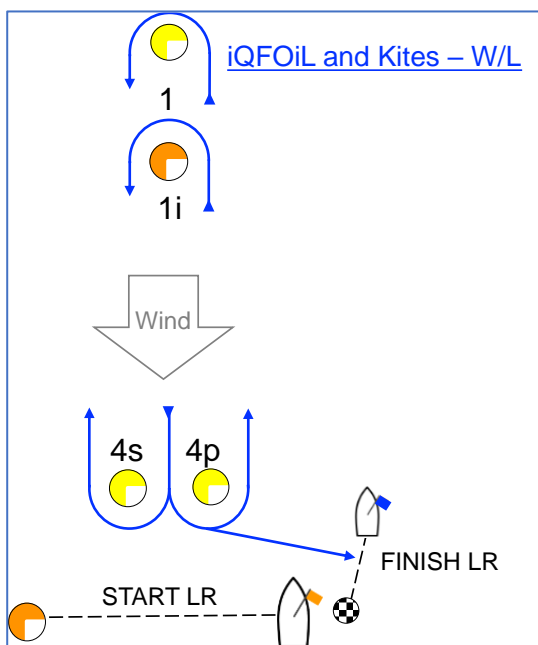 iQFOiL and Kites – W/L
1
1i
Wind
4s 4p
FINISH LR
START LR